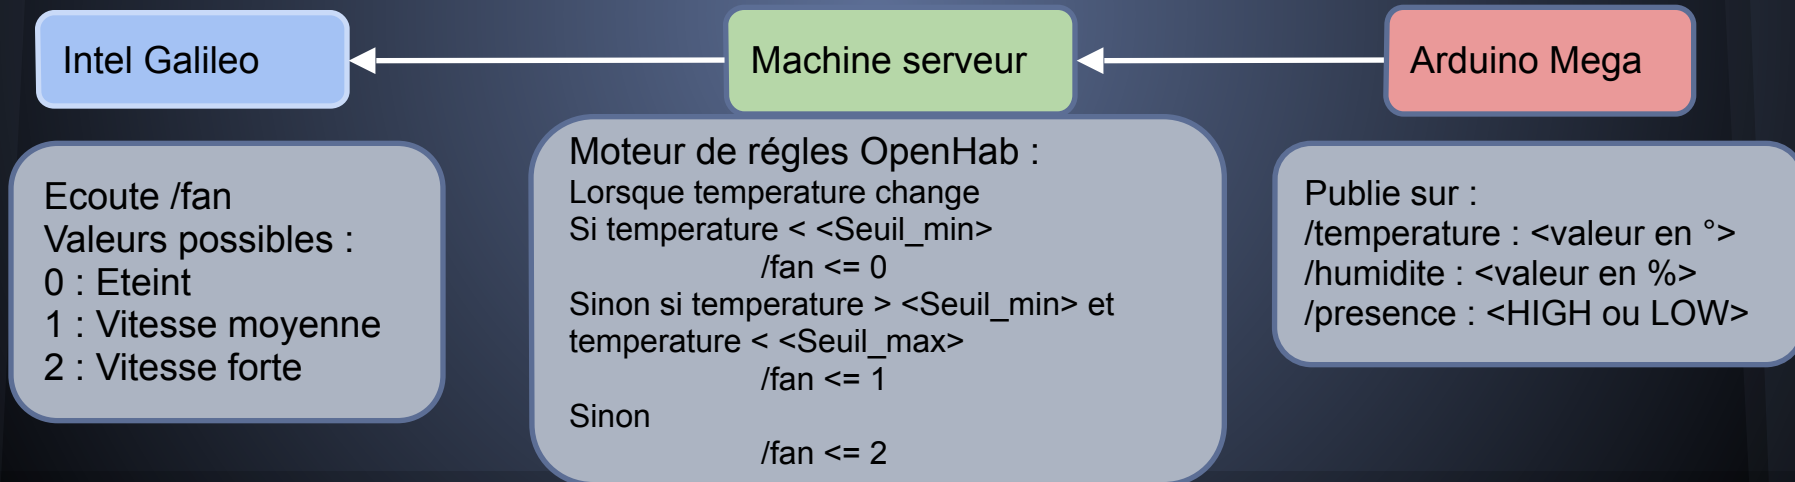 Intel Galileo
Machine serveur
Arduino Mega
Ecoute /fan
Valeurs possibles :
0 : Eteint
1 : Vitesse moyenne
2 : Vitesse forte
Moteur de régles OpenHab :
Lorsque temperature change
Si temperature < <Seuil_min>
/fan <= 0
Sinon si temperature > <Seuil_min> et
temperature < <Seuil_max>
/fan <= 1
Sinon
/fan <= 2
Publie sur :
/temperature : <valeur en °>
/humidite : <valeur en %>
/presence : <HIGH ou LOW>